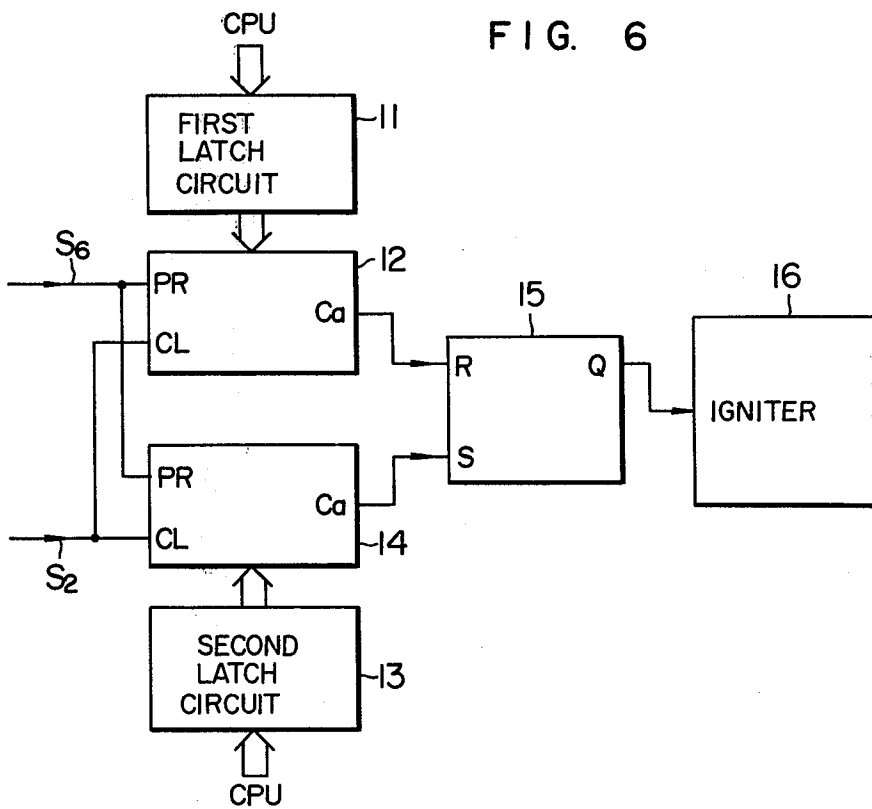 CPU
FIG. 6
FIRST
LATCH
CIRCUIT
11
S6
PR
CL
Ca
12
15
16
R
S
Q
IGNITER
PR
CL
Ca
14
S2
SECOND
LATCH
CIRCUIT
13
CPU